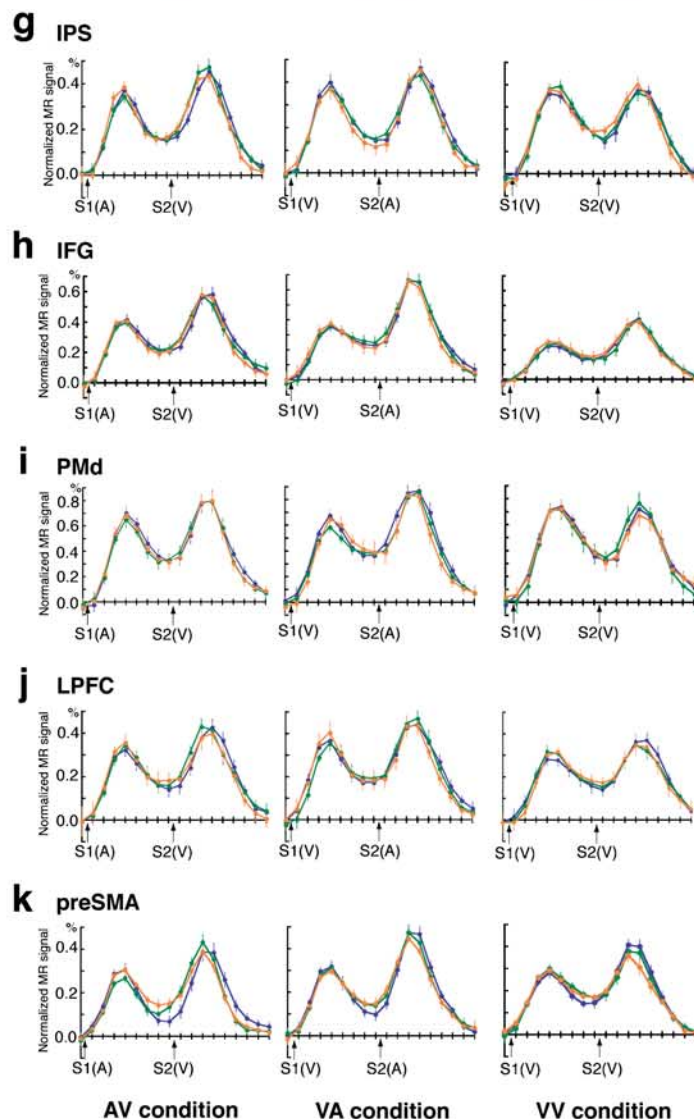 g IPS
%
Normalized MR signal
0.4
0.2
0.0
S1(A) S2(V) S1(V) S2(A) S1(V) S2(V)
h IFG
%
Normalized MR signal
0.6
0.4
0.2
0.0
S1(A) S2(V) S1(V) S2(A) S1(V) S2(V)
i PMd
%
Normalized MR signal
0.8
0.6
0.4
0.2
0.0
S1(A) S2(V) S1(V) S2(A) S1(V) S2(V)
j LPFC
%
Normalized MR signal
0.4
0.2
0.0
S1(A) S2(V) S1(V) S2(A) S1(V) S2(V)
k preSMA
%
Normalized MR signal
0.4
0.2
0.0
S1(A) S2(V) S1(V) S2(A) S1(V) S2(V)
AV condition VA condition VV condition